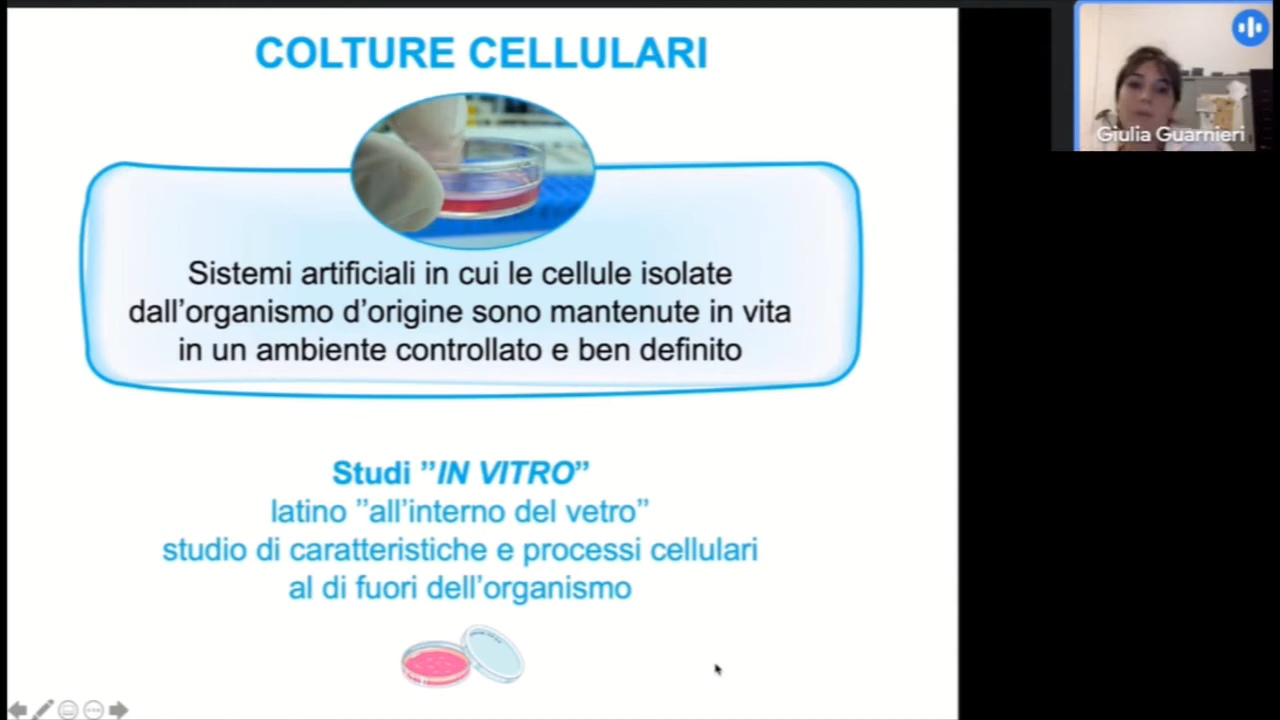 COLTURE CELLULARI
Giulia Guarnieri
Sistemi artificiali in cui le cellule isolate
dall'organismo d'origine sono mantenute in vita
in un ambiente controllato e ben definito
Studi ”IN VITRO”
latino ”all'interno del vetro”
studio di caratteristiche e processi cellulari
al di fuori dell'organismo